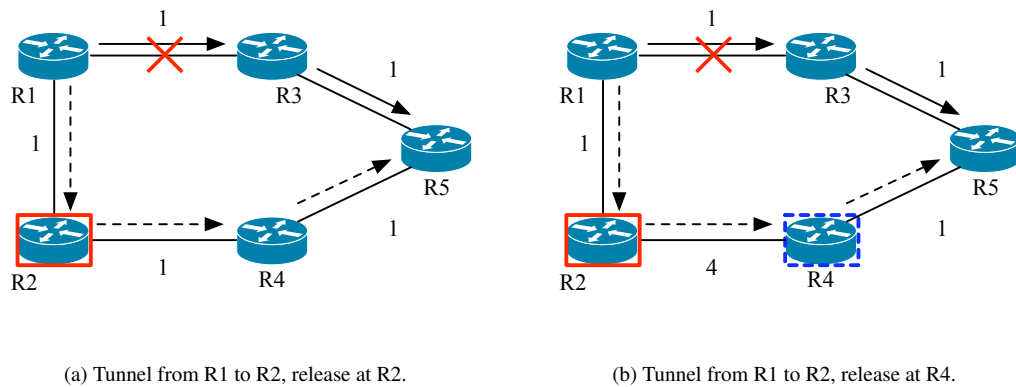 1
R1
R3
1
1
R5
R2
1
R4
1
(a) Tunnel from R1 to R2, release at R2.
1
R1
R3
1
1
R5
R2
4
R4
1
(b) Tunnel from R1 to R2, release at R4.